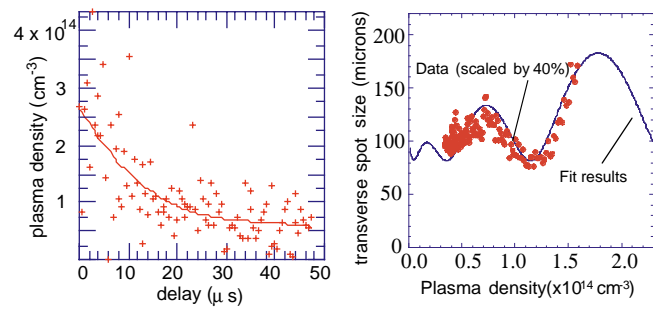 4 x 10¹⁴
3
2
1
plasma density (cm⁻³)
0 10 20 30 40 50
delay (μ s)
200
150
100
50
0
transverse spot size (microns)
Data (scaled by 40%)
Fit results
0.0 0.5 1.0 1.5 2.0
Plasma density(x10¹⁴ cm⁻³)